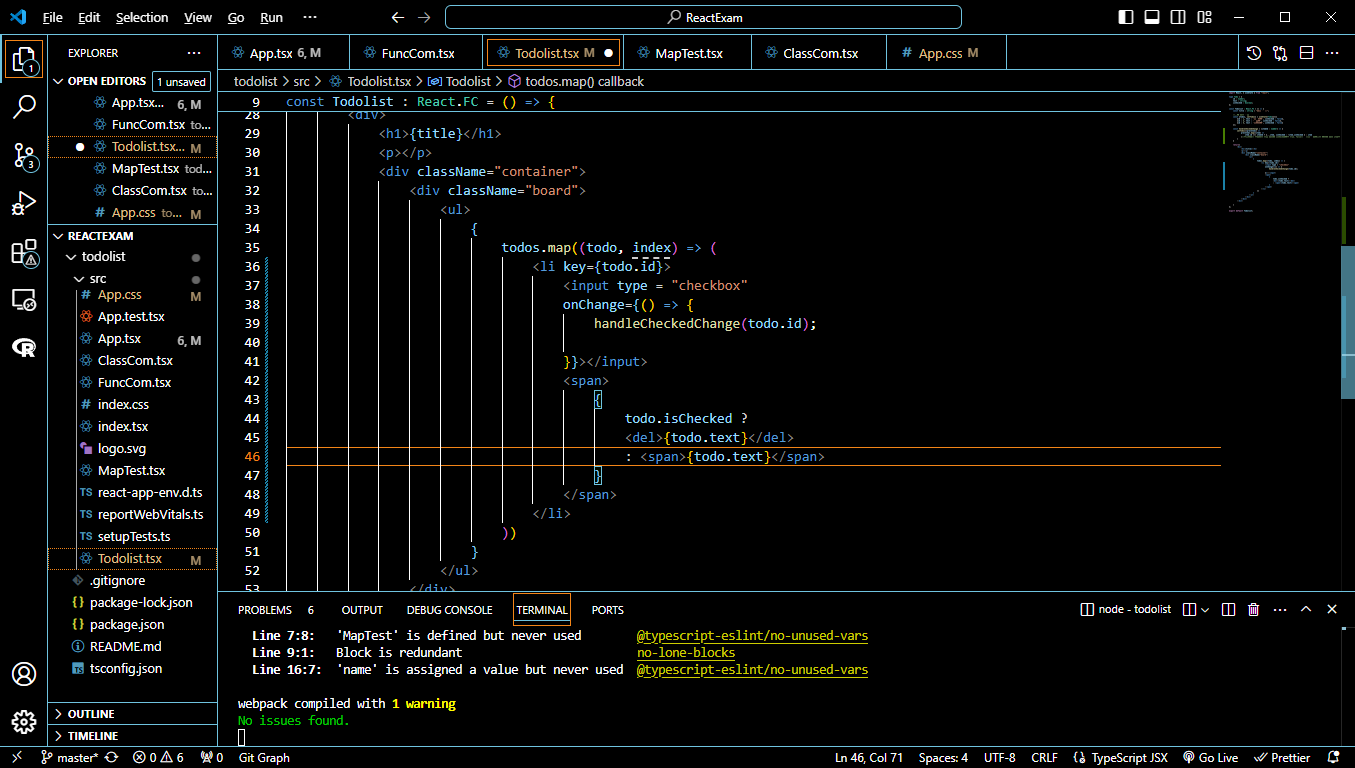 File Edit Selection View Go Run ··· ReactExam
EXPLORER ···
OPEN EDITORS 1 unsaved
App.tsx... 6, M
FuncCom.tsx to...
Todolist.tsx... M
MapTest.tsx tod...
ClassCom.tsx to...
# App.css to... M
REACTEXAM
todolist
src
# App.css M
App.test.tsx
App.tsx 6, M
ClassCom.tsx
FuncCom.tsx
# index.css
index.tsx
logo.svg
MapTest.tsx
TS react-app-env.d.ts
TS reportWebVitals.ts
TS setupTests.ts
Todolist.tsx M
.gitignore
{} package-lock.json
{} package.json
README.md
TS tsconfig.json
OUTLINE
TIMELINE
1
3
App.tsx 6, M FuncCom.tsx Todolist.tsx M MapTest.tsx ClassCom.tsx # App.css M
todolist > src > Todolist.tsx > Todolist > todos.map() callback
9 const Todolist : React.FC = () => {
28 <div>
29 <h1>{title}</h1>
30 <p></p>
31 <div className="container">
32 <div className="board">
33 <ul>
34 {
35 todos.map((todo, index) => (
36 <li key={todo.id}>
37 <input type = "checkbox"
38 onChange={() => {
39 handleCheckedChange(todo.id);
40
41 }}></input>
42 <span>
43 {
44 todo.isChecked ?
45 <del>{todo.text}</del>
46 : <span>{todo.text}</span>
47 }
48 </span>
49 </li>
50 ))
51 }
52 </ul>
53 </div>
PROBLEMS 6 OUTPUT DEBUG CONSOLE TERMINAL PORTS node - todolist ···
Line 7:8: 'MapTest' is defined but never used @typescript-eslint/no-unused-vars
Line 9:1: Block is redundant no-lone-blocks
Line 16:7: 'name' is assigned a value but never used @typescript-eslint/no-unused-vars
webpack compiled with 1 warning
No issues found.
master* 0 6 0 Git Graph Ln 46, Col 71 Spaces: 4 UTF-8 CRLF {} TypeScript JSX Go Live Prettier